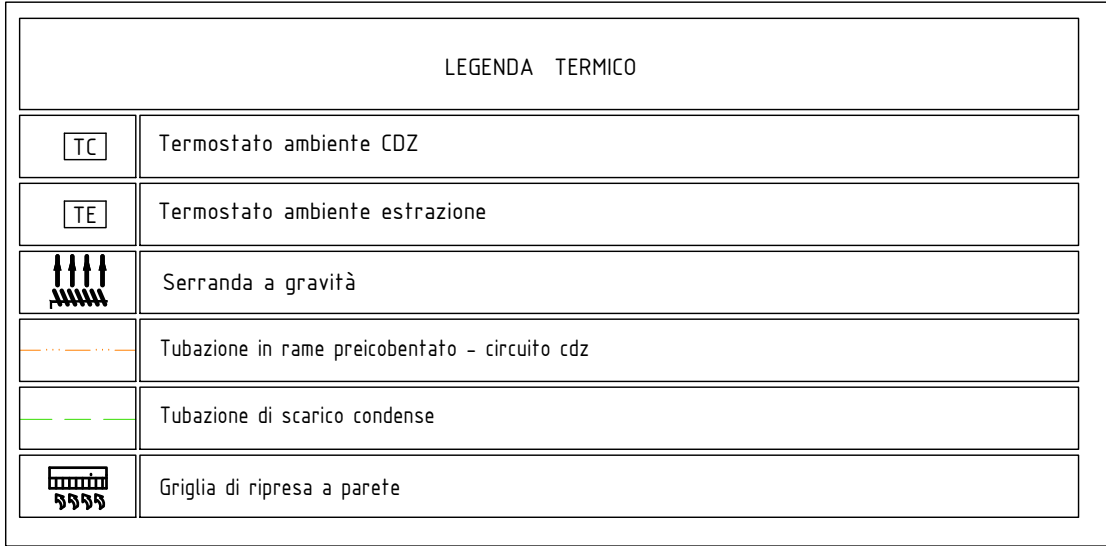 LEGENDA TERMICO
TC Termostato ambiente CDZ
TE Termostato ambiente estrazione
Serranda a gravità
Tubazione in rame preicobentato - circuito cdz
Tubazione di scarico condense
Griglia di ripresa a parete